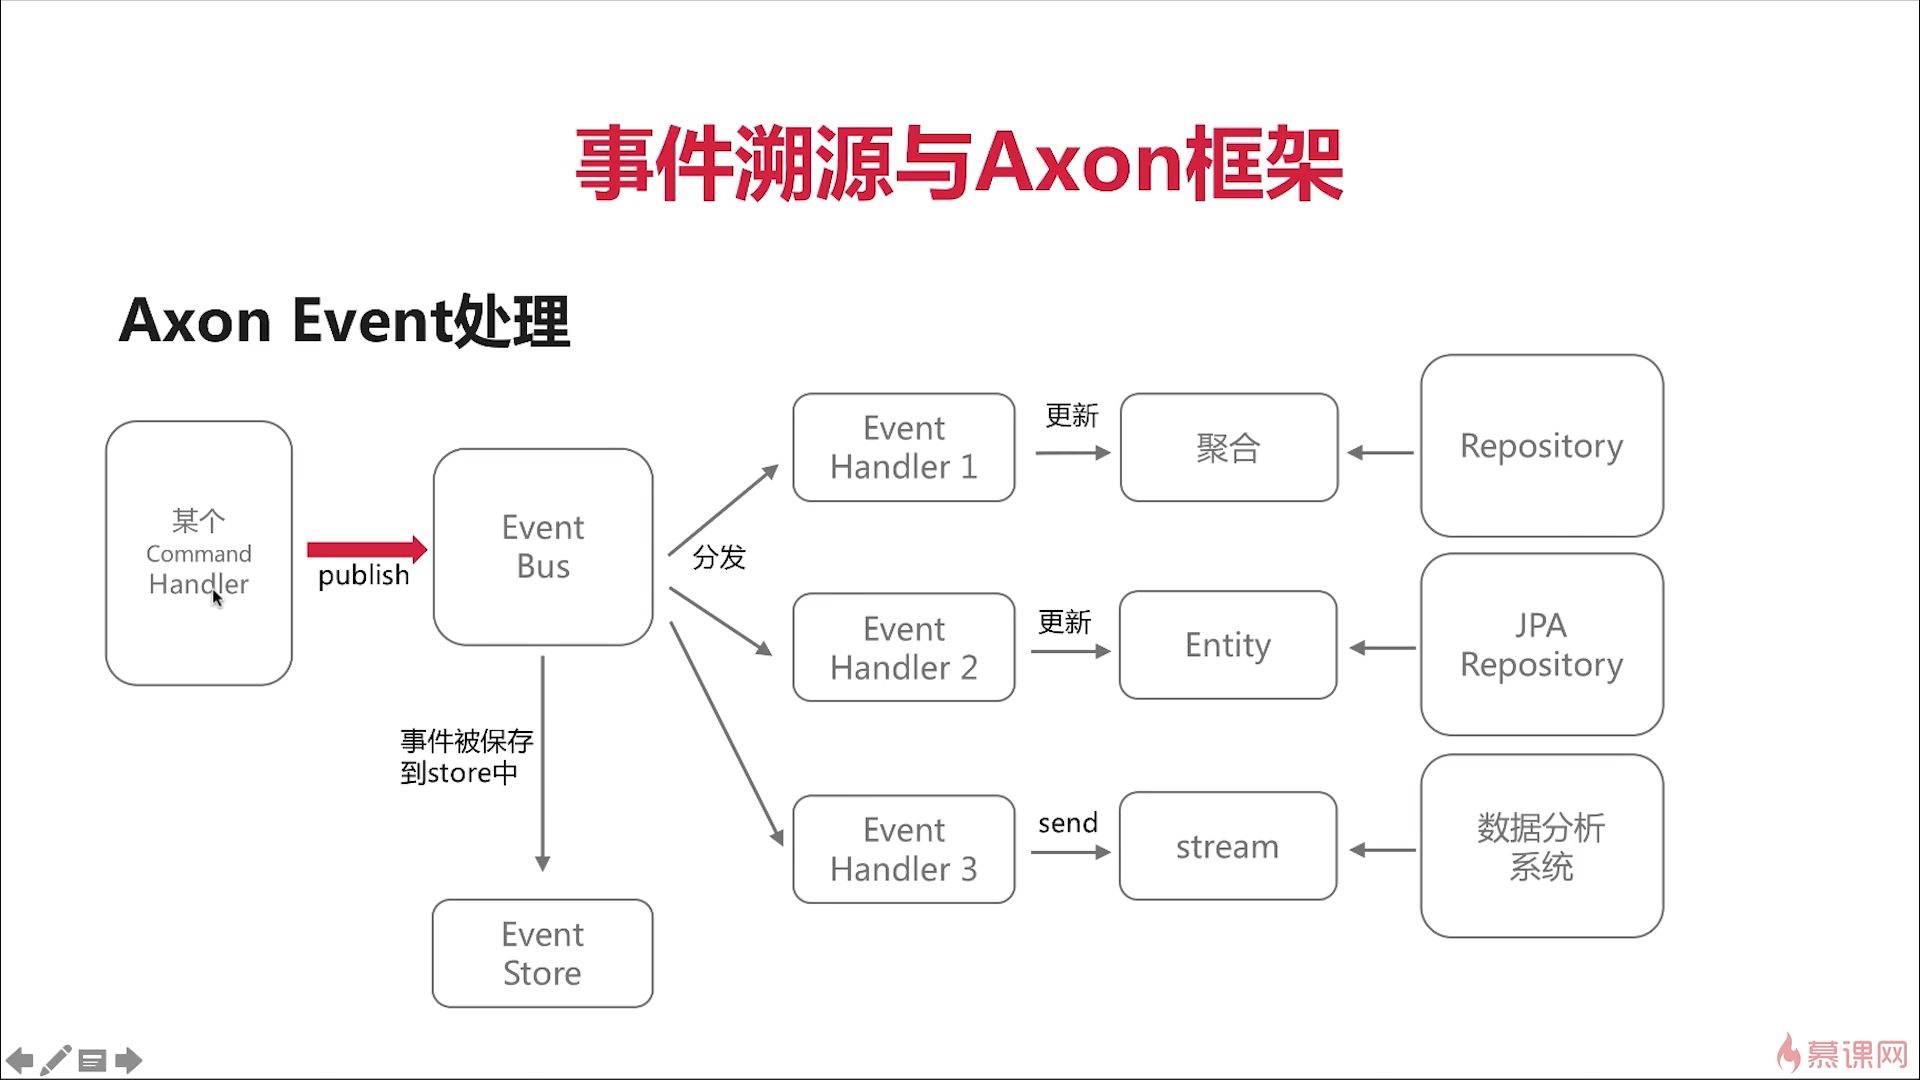 事件溯源与Axon框架
Axon Event处理
某个
Command
Handler
publish
Event
Bus
事件被保存
到store中
Event
Store
分发
Event
Handler 1
更新
聚合
Repository
Event
Handler 2
更新
Entity
JPA
Repository
Event
Handler 3
send
stream
数据分析
系统
慕课网